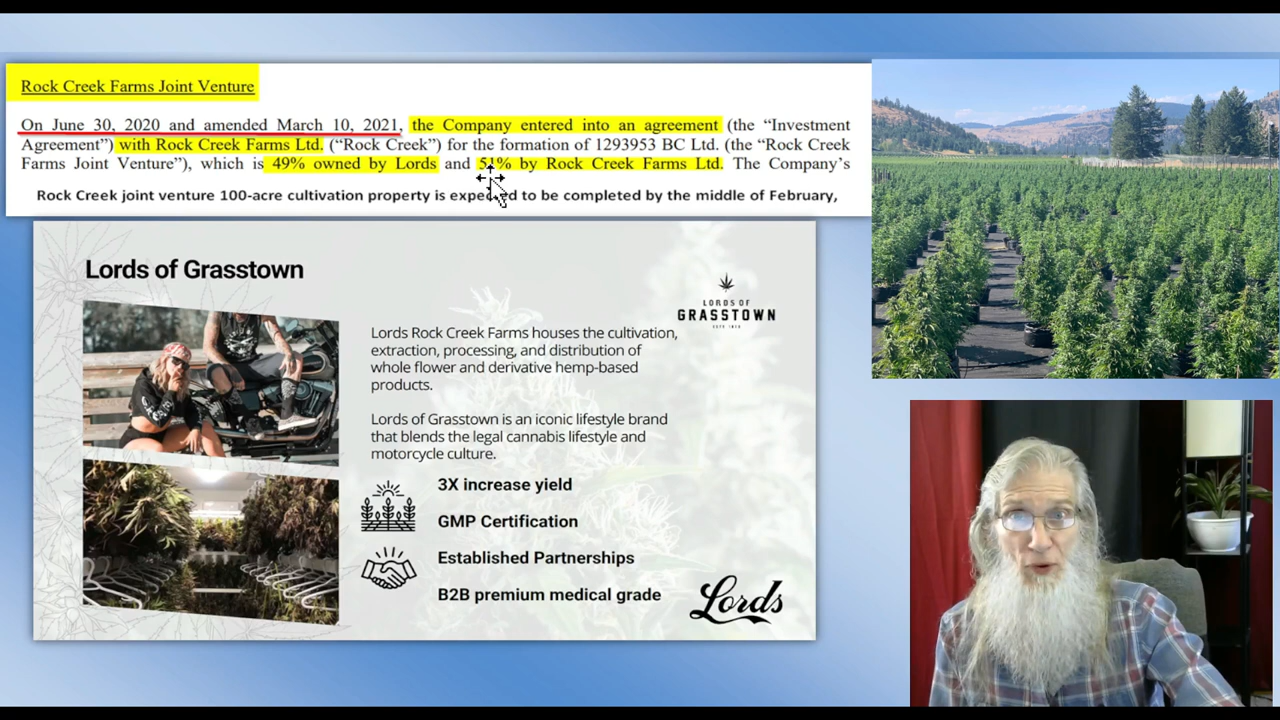 Rock Creek Farms Joint Venture
On June 30, 2020 and amended March 10, 2021, the Company entered into an agreement (the “Investment
Agreement”) with Rock Creek Farms Ltd. (“Rock Creek”) for the formation of 1293953 BC Ltd. (the “Rock Creek
Farms Joint Venture”), which is 49% owned by Lords and 51% by Rock Creek Farms Ltd. The Company’s
Rock Creek joint venture 100-acre cultivation property is expected to be completed by the middle of February,
Lords of Grasstown
LORDS OF
GRASSTOWN
Lords Rock Creek Farms houses the cultivation,
extraction, processing, and distribution of
whole flower and derivative hemp-based
products.
Lords of Grasstown is an iconic lifestyle brand
that blends the legal cannabis lifestyle and
motorcycle culture.
3X increase yield
GMP Certification
Established Partnerships
B2B premium medical grade
Lords